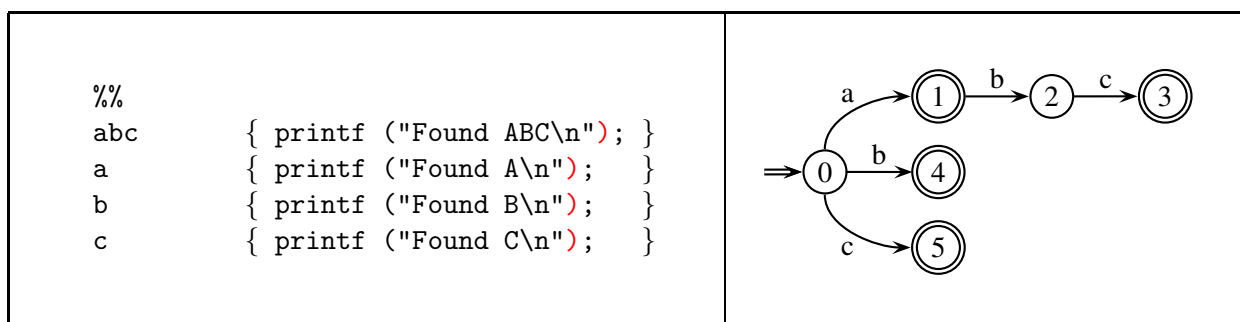 %%
abc { printf ("Found ABC\n"); }
a { printf ("Found A\n"); }
b { printf ("Found B\n"); }
c { printf ("Found C\n"); }
a
b
c
1
2
3
0
b
4
c
5